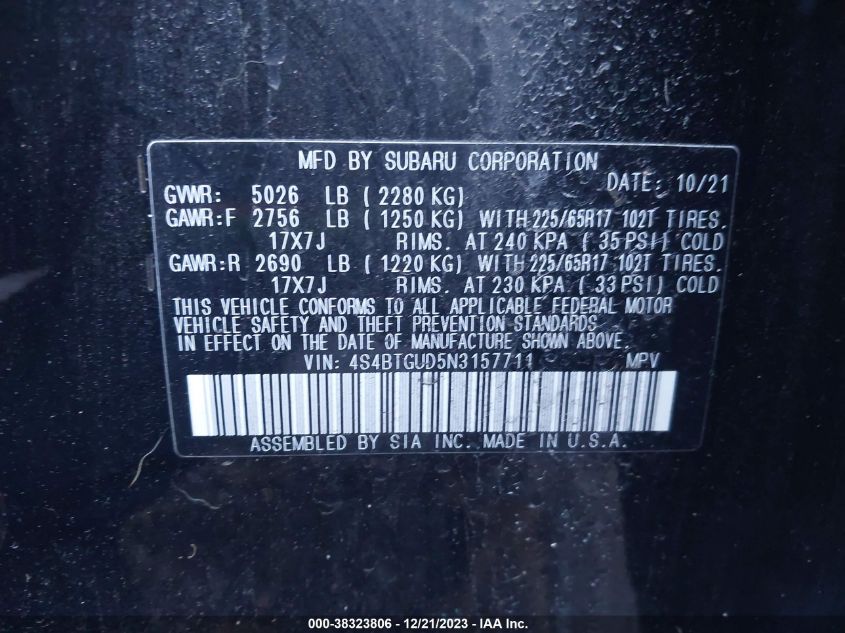 MFD BY SUBARU CORPORATION
DATE: 10/21
GVWR: 5026 LB ( 2280 KG)
GAWR:F 2756 LB ( 1250 KG) WITH 225/65R17 102T TIRES.
17X7J RIMS. AT 240 KPA ( 35 PSI) COLD
GAWR:R 2690 LB ( 1220 KG) WITH 225/65R17 102T TIRES.
17X7J RIMS. AT 230 KPA ( 33 PSI) COLD
THIS VEHICLE CONFORMS TO ALL APPLICABLE FEDERAL MOTOR
VEHICLE SAFETY AND THEFT PREVENTION STANDARDS
IN EFFECT ON THE DATE OF MANUFACTURE SHOWN ABOVE.
VIN: 4S4BTGUD5N3157711 MPV
ASSEMBLED BY SIA INC. MADE IN U.S.A.
000-38323806 - 12/21/2023 - IAA Inc.